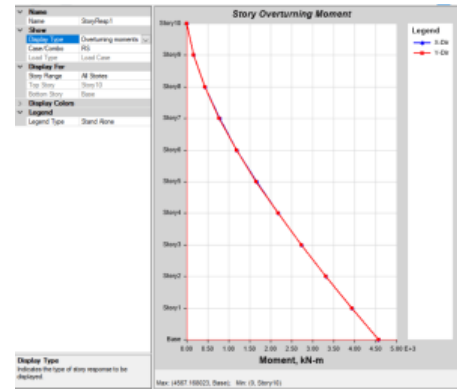 Name
Name StoryResp1
Show
Display Type Overturning moments
Case/Combo RS
Load Type Load Case
Display For
Story Range All Stories
Top Story Story10
Bottom Story Base
Display Colors
Legend
Legend Type Stand Alone
Display Type
Indicates the type of story response to be
displayed.
Story Overturning Moment
Story10
Story9
Story8
Story7
Story6
Story5
Story4
Story3
Story2
Story1
Base
0.00 0.50 1.00 1.50 2.00 2.50 3.00 3.50 4.00 4.50 5.00 E+3
Moment, kN-m
Legend
X-Dir
Y-Dir
Min: (0, Story10)